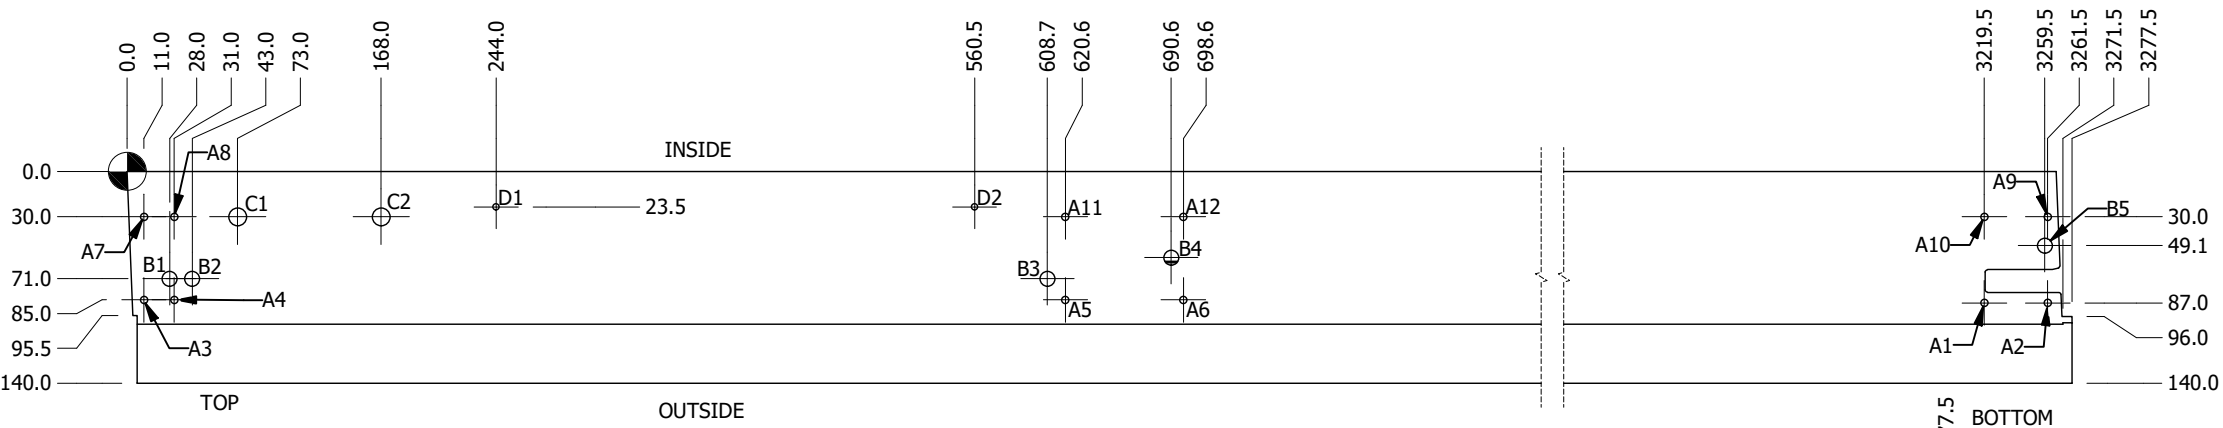 0.0
11.0
28.0
31.0
43.0
73.0
168.0
244.0
560.5
608.7
620.6
690.6
698.6
3219.5
3259.5
3261.5
3271.5
3277.5
INSIDE
A8
0.0
A9
D1
D2
23.5
C1
C2
A11
A12
B5
30.0
30.0
A7
A10
49.1
B4
B1
B2
B3
71.0
A4
A5
A6
85.0
87.0
A3
A1
A2
95.5
96.0
140.0
140.0
TOP
OUTSIDE
77.5
BOTTOM